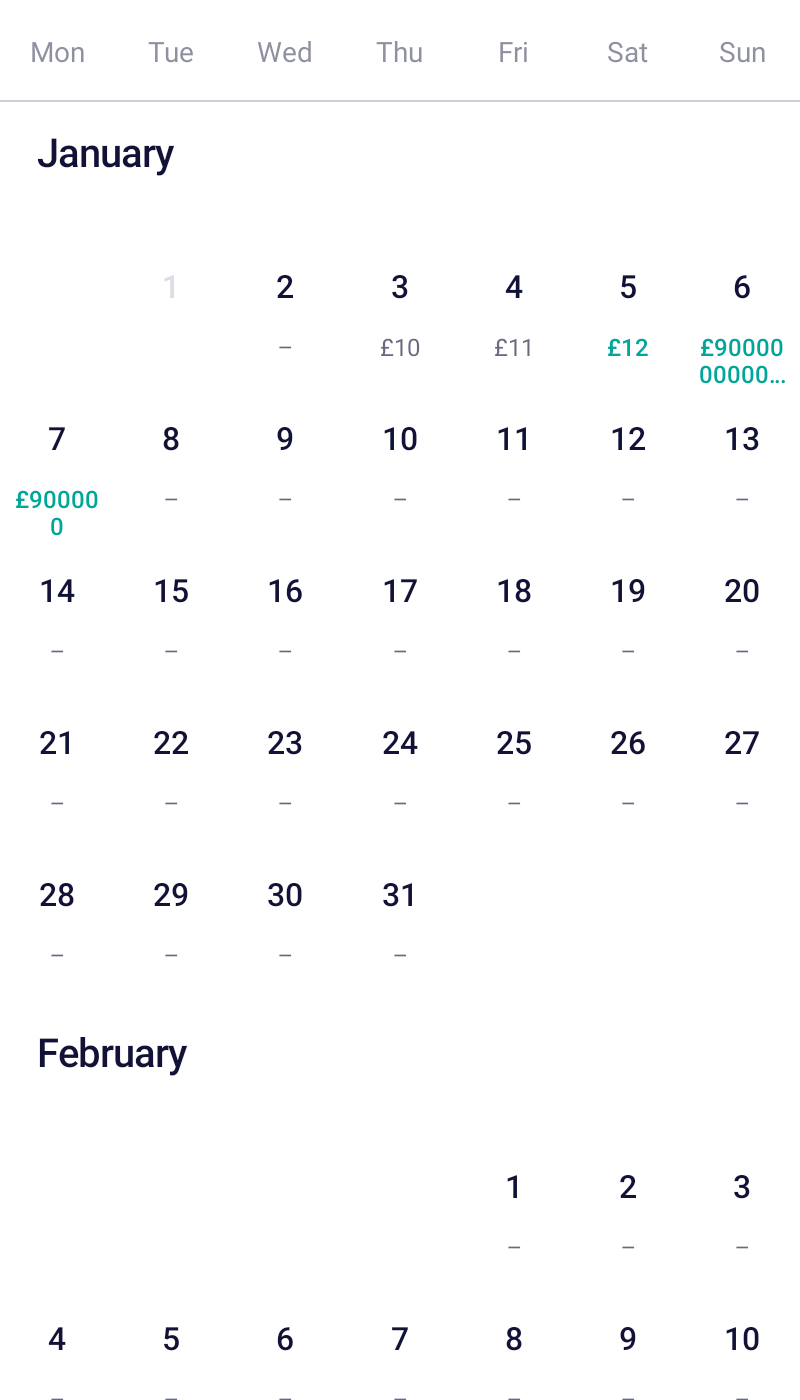 Mon Tue Wed Thu Fri Sat Sun
January
1 2 3 4 5 6
– £10 £11 £12 £90000
00000...
7 8 9 10 11 12 13
£90000 – – – – – –
0
14 15 16 17 18 19 20
– – – – – – –
21 22 23 24 25 26 27
– – – – – – –
28 29 30 31
– – – –
February
1 2 3
– – –
4 5 6 7 8 9 10
– – – – – – –